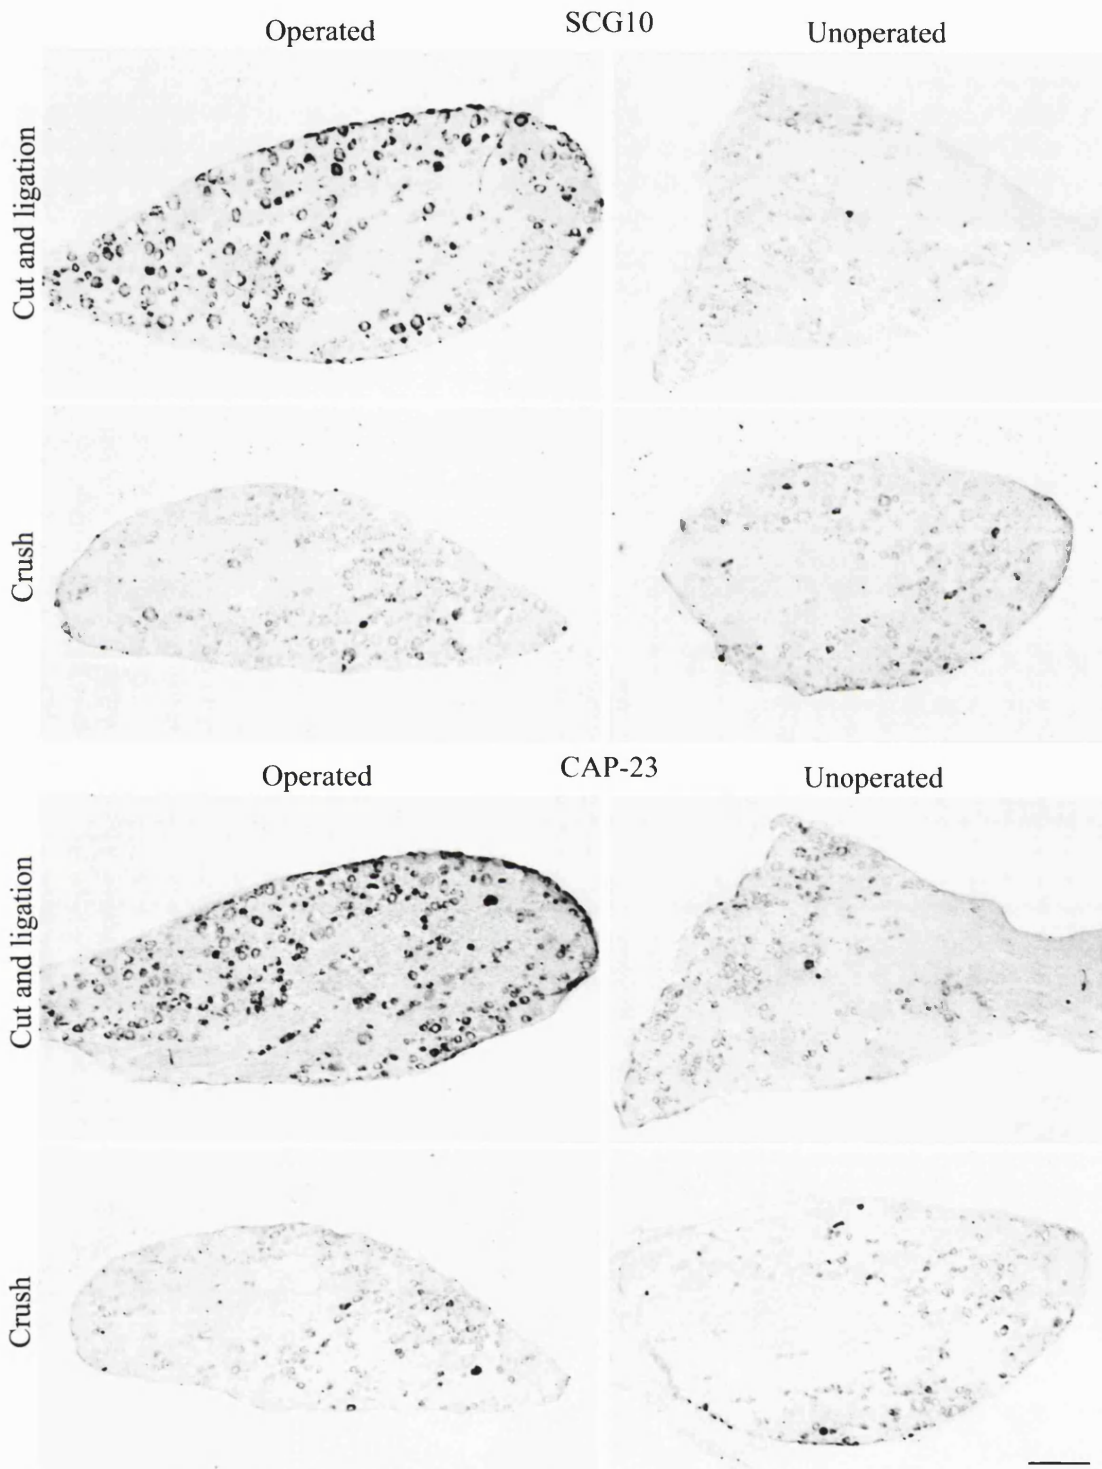 SCG10
Operated
Unoperated
Cut and ligation
Crush
CAP-23
Operated
Unoperated
Cut and ligation
Crush